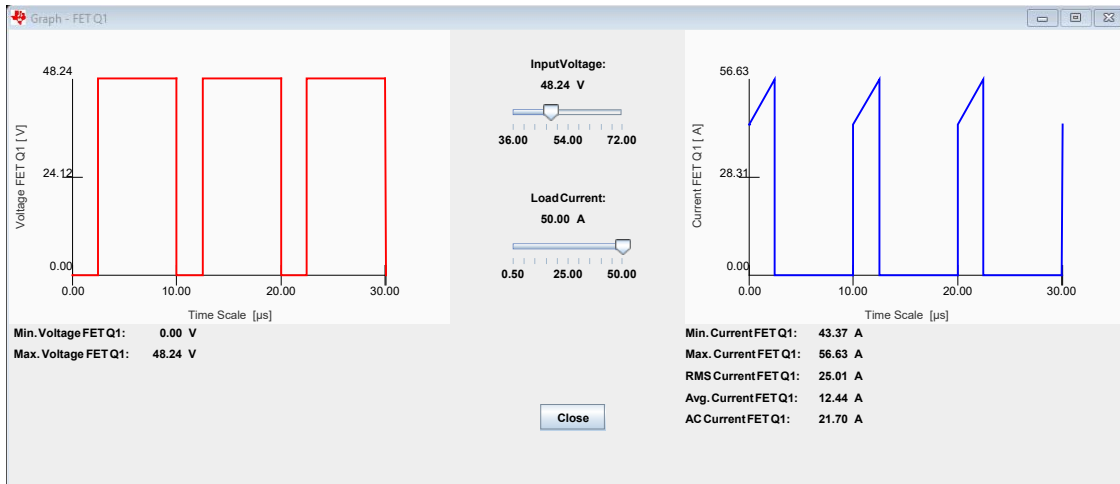 Graph - FET Q1
48.24
24.12
0.00
Voltage FET Q1 [ V]
0.00 10.00 20.00 30.00
Time Scale [µs]
Min. Voltage FET Q1: 0.00 V
Max. Voltage FET Q1: 48.24 V
Input Voltage:
48.24 V
36.00 54.00 72.00
Load Current:
50.00 A
0.50 25.00 50.00
Close
56.63
28.31
0.00
Current FET Q1 [ A]
0.00 10.00 20.00 30.00
Time Scale [µs]
Min. Current FET Q1: 43.37 A
Max. Current FET Q1: 56.63 A
RMS Current FET Q1: 25.01 A
Avg. Current FET Q1: 12.44 A
AC Current FET Q1: 21.70 A